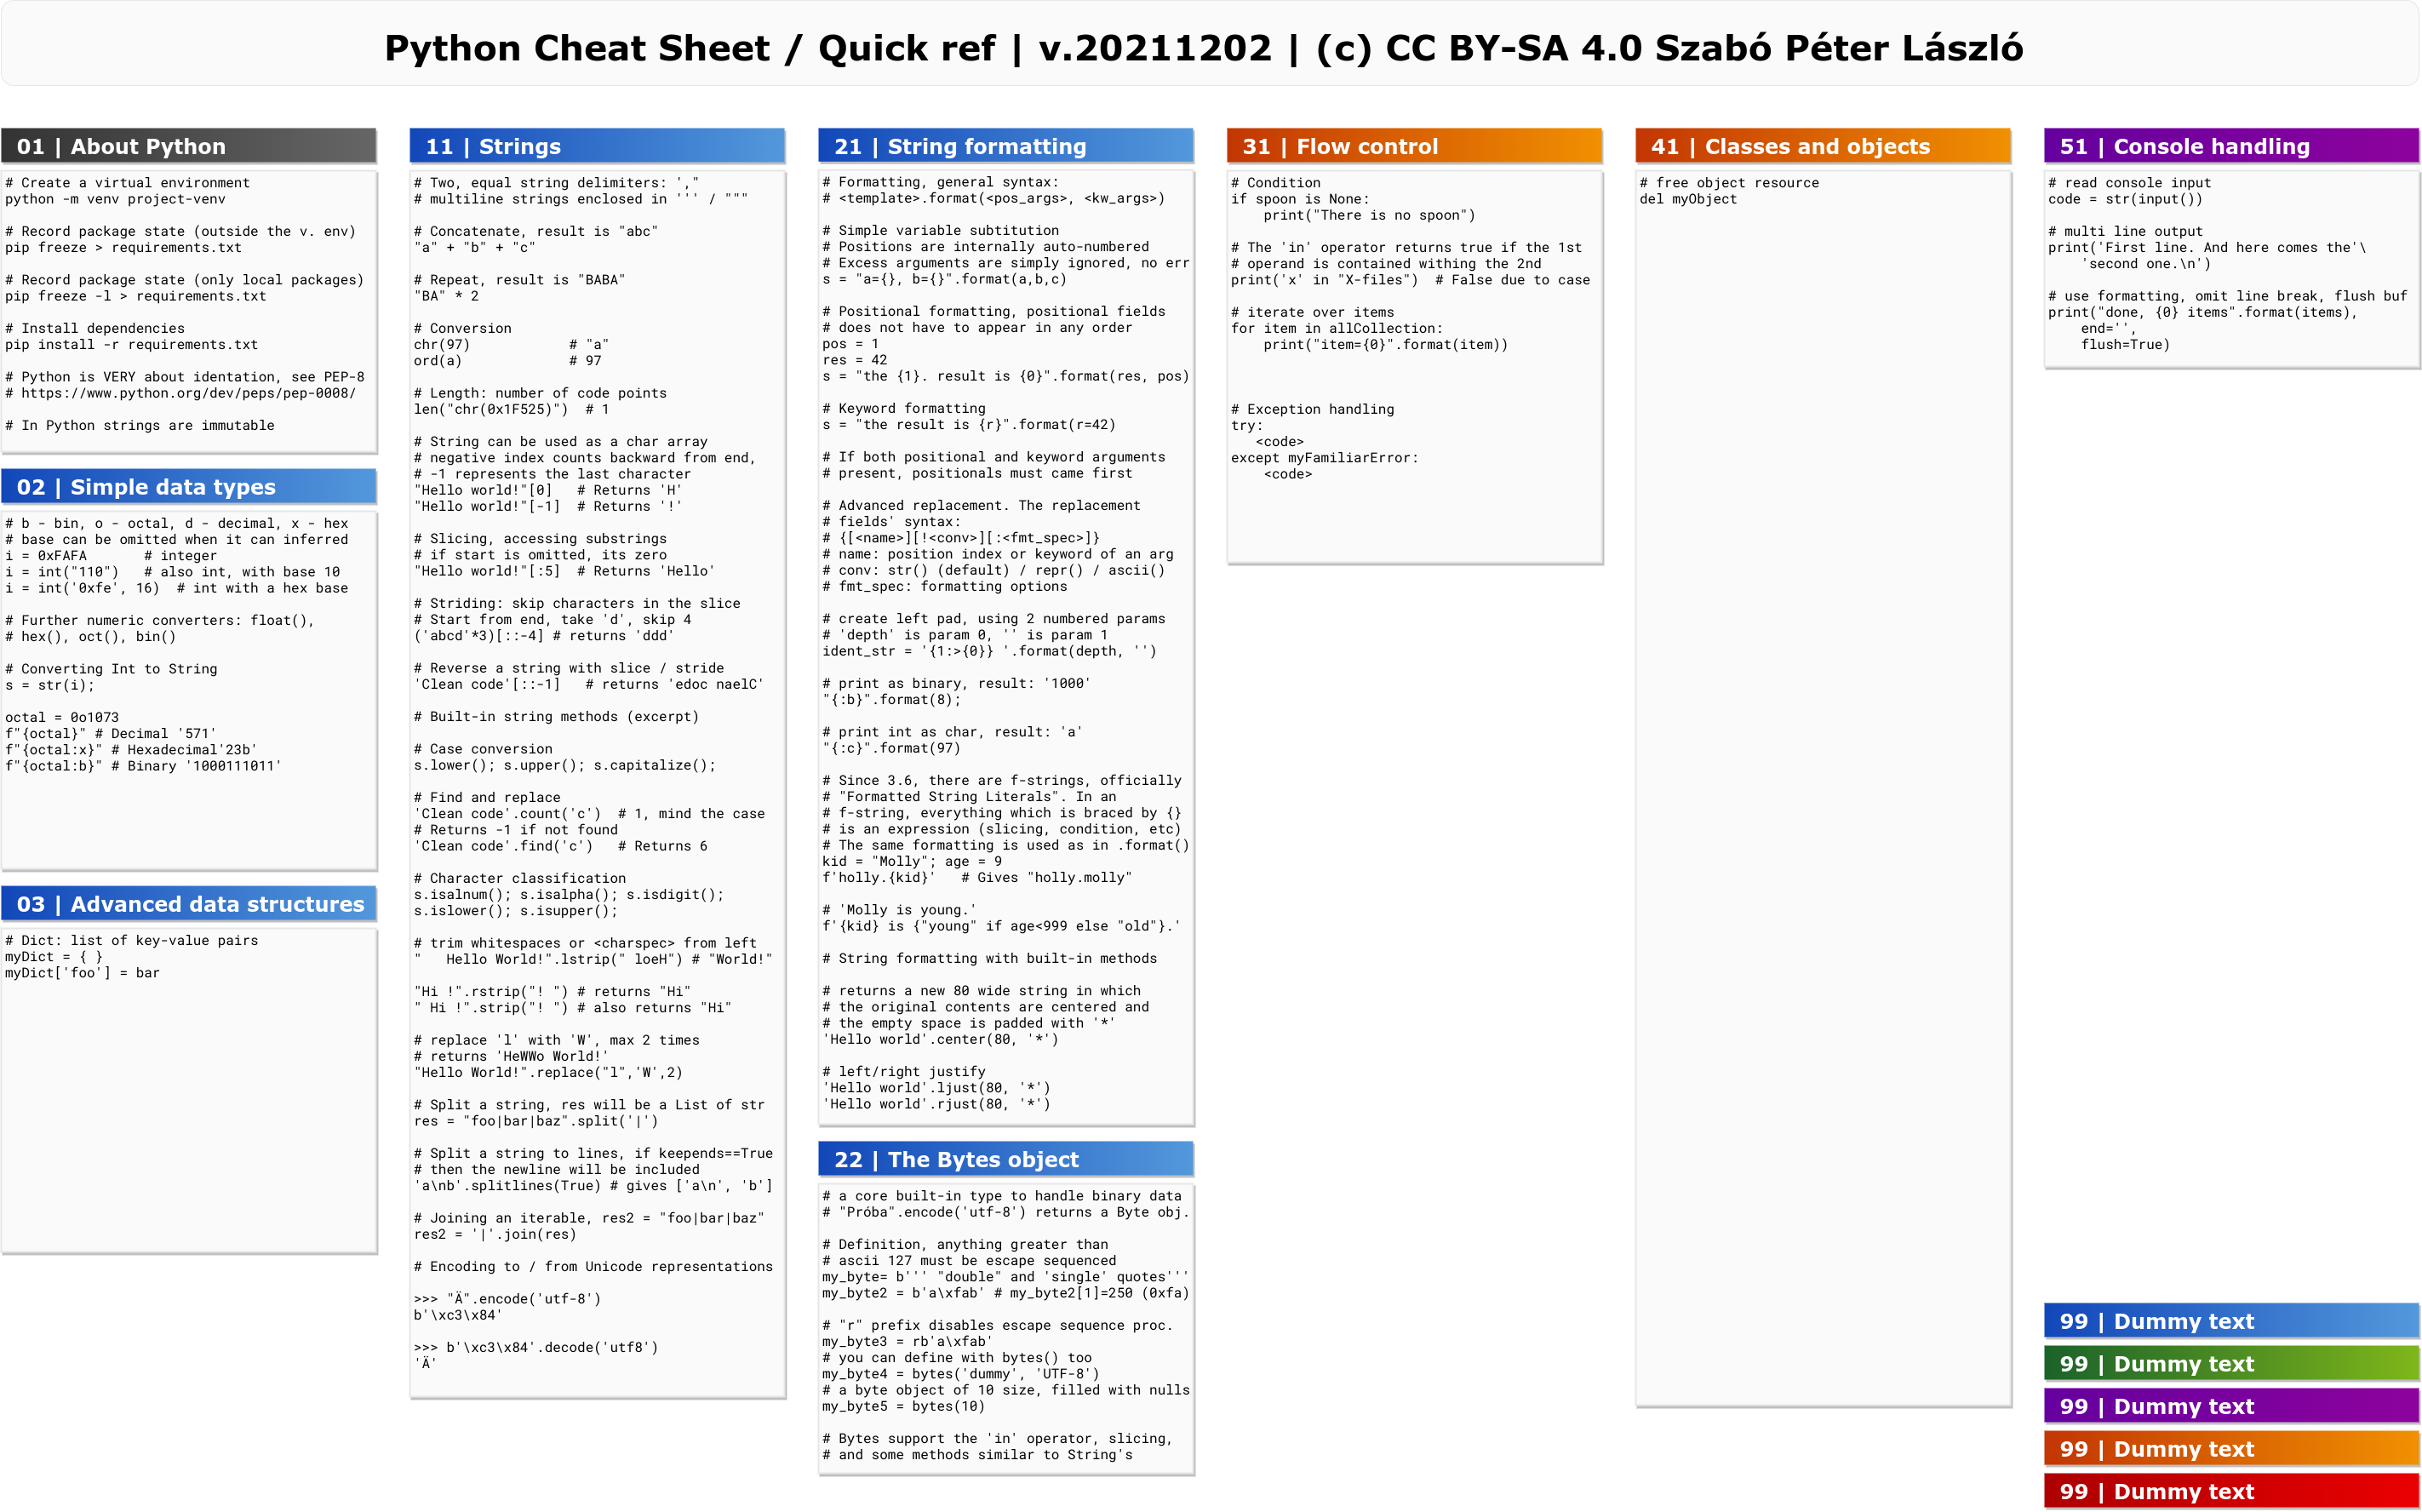 Python Cheat Sheet / Quick ref | v.20211202 | (c) CC BY-SA 4.0 Szabó Péter László
01 | About Python
# Create a virtual environment
python -m venv project-venv
# Record package state (outside the v. env)
pip freeze > requirements.txt
# Record package state (only local packages)
pip freeze -l > requirements.txt
# Install dependencies
pip install -r requirements.txt
# Python is VERY about identation, see PEP-8
# https://www.python.org/dev/peps/pep-0008/
# In Python strings are immutable
02 | Simple data types
# b - bin, o - octal, d - decimal, x - hex
# base can be omitted when it can inferred
i = 0xFAFA       # integer
i = int("110")   # also int, with base 10
i = int('0xfe', 16)  # int with a hex base
# Further numeric converters: float(),
# hex(), oct(), bin()
# Converting Int to String
s = str(i);
octal = 0o1073
f"{octal}" # Decimal '571'
f"{octal:x}" # Hexadecimal'23b'
f"{octal:b}" # Binary '1000111011'
03 | Advanced data structures
# Dict: list of key-value pairs
myDict = { }
myDict['foo'] = bar
11 | Strings
# Two, equal string delimiters: ',"
# multiline strings enclosed in ''' / """
# Concatenate, result is "abc"
"a" + "b" + "c"
# Repeat, result is "BABA"
"BA" * 2
# Conversion
chr(97)            # "a"
ord(a)             # 97
# Length: number of code points
len("chr(0x1F525)")  # 1
# String can be used as a char array
# negative index counts backward from end,
# -1 represents the last character
"Hello world!"[0]   # Returns 'H'
"Hello world!"[-1]  # Returns '!'
# Slicing, accessing substrings
# if start is omitted, its zero
"Hello world!"[:5]  # Returns 'Hello'
# Striding: skip characters in the slice
# Start from end, take 'd', skip 4
('abcd'*3)[::-4] # returns 'ddd'
# Reverse a string with slice / stride
'Clean code'[::-1]   # returns 'edoc naelC'
# Built-in string methods (excerpt)
# Case conversion
s.lower(); s.upper(); s.capitalize();
# Find and replace
'Clean code'.count('c')  # 1, mind the case
# Returns -1 if not found
'Clean code'.find('c')   # Returns 6
# Character classification
s.isalnum(); s.isalpha(); s.isdigit();
s.islower(); s.isupper();
# trim whitespaces or <charspec> from left
"   Hello World!".lstrip(" loeH") # "World!"
"Hi !".rstrip("! ") # returns "Hi"
" Hi !".strip("! ") # also returns "Hi"
# replace 'l' with 'W', max 2 times
# returns 'HeWWo World!'
"Hello World!".replace("l",'W',2)
# Split a string, res will be a List of str
res = "foo|bar|baz".split('|')
# Split a string to lines, if keepends==True
# then the newline will be included
'a\nb'.splitlines(True) # gives ['a\n', 'b']
# Joining an iterable, res2 = "foo|bar|baz"
res2 = '|'.join(res)
# Encoding to / from Unicode representations
>>> "Ä".encode('utf-8')
b'\xc3\x84'
>>> b'\xc3\x84'.decode('utf8')
'Ä'
21 | String formatting
# Formatting, general syntax:
# <template>.format(<pos_args>, <kw_args>)
# Simple variable subtitution
# Positions are internally auto-numbered
# Excess arguments are simply ignored, no err
s = "a={}, b={}".format(a,b,c)
# Positional formatting, positional fields
# does not have to appear in any order
pos = 1
res = 42
s = "the {1}. result is {0}".format(res, pos)
# Keyword formatting
s = "the result is {r}".format(r=42)
# If both positional and keyword arguments
# present, positionals must came first
# Advanced replacement. The replacement
# fields' syntax:
# {[<name>][!<conv>][:<fmt_spec>]}
# name: position index or keyword of an arg
# conv: str() (default) / repr() / ascii()
# fmt_spec: formatting options
# create left pad, using 2 numbered params
# 'depth' is param 0, '' is param 1
ident_str = '{1:>{0}} '.format(depth, '')
# print as binary, result: '1000'
"{:b}".format(8);
# print int as char, result: 'a'
"{:c}".format(97)
# Since 3.6, there are f-strings, officially
# "Formatted String Literals". In an
# f-string, everything which is braced by {}
# is an expression (slicing, condition, etc)
# The same formatting is used as in .format()
kid = "Molly"; age = 9
f'holly.{kid}'   # Gives "holly.molly"
# 'Molly is young.'
f'{kid} is {"young" if age<999 else "old"}.'
# String formatting with built-in methods
# returns a new 80 wide string in which
# the original contents are centered and
# the empty space is padded with '*'
'Hello world'.center(80, '*')
# left/right justify
'Hello world'.ljust(80, '*')
'Hello world'.rjust(80, '*')
22 | The Bytes object
# a core built-in type to handle binary data
# "Próba".encode('utf-8') returns a Byte obj.
# Definition, anything greater than
# ascii 127 must be escape sequenced
my_byte= b''' "double" and 'single' quotes'''
my_byte2 = b'a\xfab' # my_byte2[1]=250 (0xfa)
# "r" prefix disables escape sequence proc.
my_byte3 = rb'a\xfab'
# you can define with bytes() too
my_byte4 = bytes('dummy', 'UTF-8')
# a byte object of 10 size, filled with nulls
my_byte5 = bytes(10)
# Bytes support the 'in' operator, slicing,
# and some methods similar to String's
31 | Flow control
# Condition
if spoon is None:
    print("There is no spoon")
# The 'in' operator returns true if the 1st
# operand is contained withing the 2nd
print('x' in "X-files")  # False due to case
# iterate over items
for item in allCollection:
    print("item={0}".format(item))
# Exception handling
try:
   <code>
except myFamiliarError:
    <code>
41 | Classes and objects
# free object resource
del myObject
51 | Console handling
# read console input
code = str(input())
# multi line output
print('First line. And here comes the'\
    'second one.\n')
# use formatting, omit line break, flush buf
print("done, {0} items".format(items),
    end='',
    flush=True)
99 | Dummy text
99 | Dummy text
99 | Dummy text
99 | Dummy text
99 | Dummy text